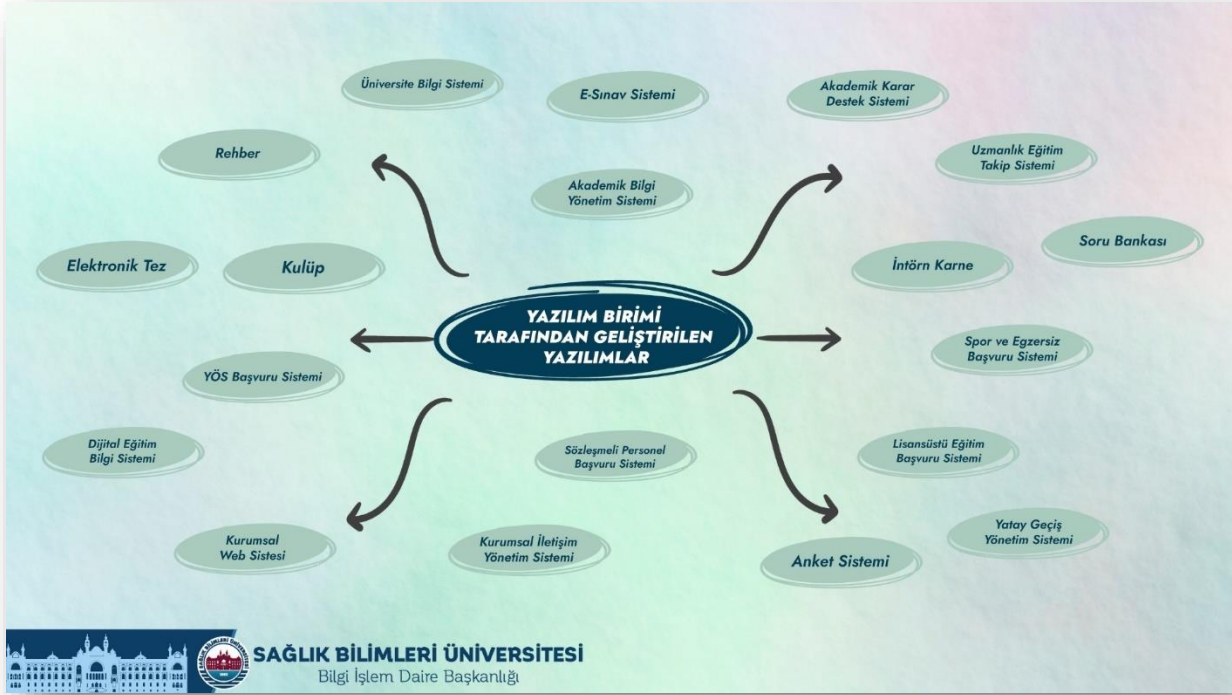 Üniversite Bilgi Sistemi
E-Sınav Sistemi
Akademik Karar
Destek Sistemi
Rehber
Uzmanlık Eğitim
Takip Sistemi
Akademik Bilgi
Yönetim Sistemi
Soru Bankası
Elektronik Tez
Kulüp
İntörn Karne
YAZILIM BİRİMİ
TARAFINDAN GELİŞTİRİLEN
YAZILIMLAR
Spor ve Egzersiz
Başvuru Sistemi
YÖS Başvuru Sistemi
Dijital Eğitim
Bilgi Sistemi
Sözleşmeli Personel
Başvuru Sistemi
Lisansüstü Eğitim
Başvuru Sistemi
Kurumsal
Web Sistesi
Kurumsal İletişim
Yönetim Sistemi
Anket Sistemi
Yatay Geçiş
Yönetim Sistemi
SAĞLIK BİLİMLERİ ÜNİVERSİTESİ
Bilgi İşlem Daire Başkanlığı